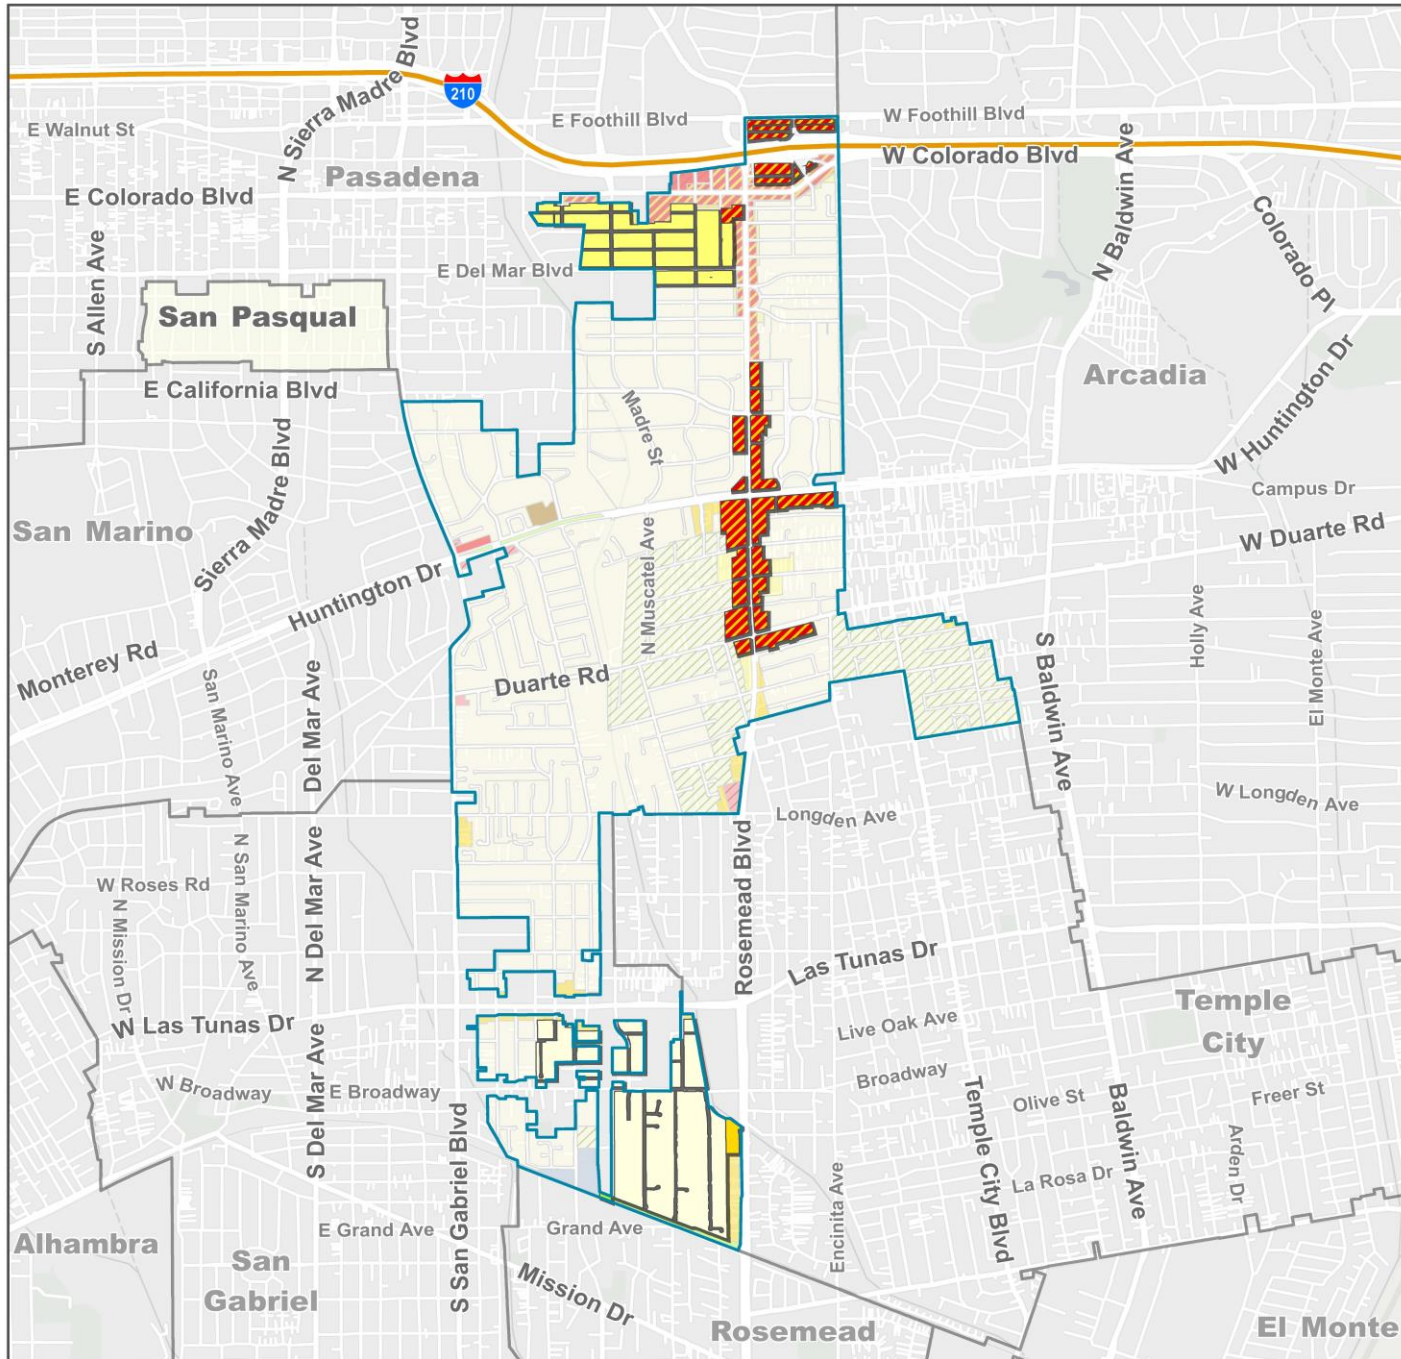 N Sierra Madre Blvd
210
E Walnut St
E Foothill Blvd
W Foothill Blvd
W Colorado Blvd
Pasadena
E Colorado Blvd
N Baldwin Ave
Colorado Pl
S Allen Ave
E Del Mar Blvd
San Pasqual
E California Blvd
Arcadia
W Huntington Dr
Madre St
Sierra Madre Blvd
Campus Dr
San Marino
W Duarte Rd
N Muscatel Ave
Huntington Dr
Holly Ave
El Monte Ave
Monterey Rd
Duarte Rd
San Marino Ave
Del Mar Ave
S Baldwin Ave
W Longden Ave
Longden Ave
Rosemead Blvd
N San Marino Ave
N Del Mar Ave
W Roses Rd
N Mission Dr
Las Tunas Dr
Temple
City
W Las Tunas Dr
Live Oak Ave
Broadway
W Broadway
E Broadway
S Del Mar Ave
S San Gabriel Blvd
Temple City Blvd
Olive St
Baldwin Ave
Freer St
Arden Dr
La Rosa Dr
Encinita Ave
E Grand Ave
Grand Ave
Alhambra
San
Gabriel
Mission Dr
Rosemead
El Monte